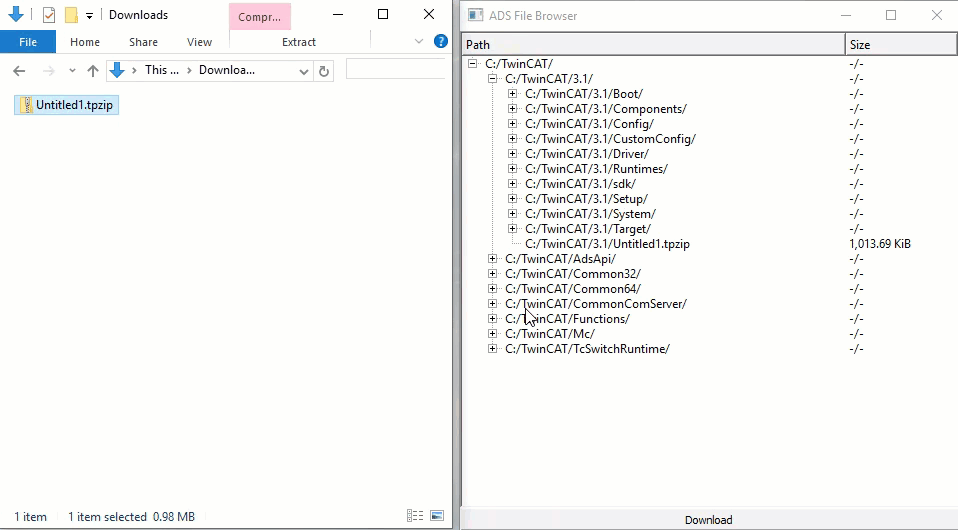 Downloads
Compr...
File
Home
Share
View
Extract
This ...
Downloa...
Untitled1.tpzip
1 item
1 item selected 0.98 MB
ADS File Browser
Path Size
C:/TwinCAT/ -/-
C:/TwinCAT/3.1/ -/-
C:/TwinCAT/3.1/Boot/ -/-
C:/TwinCAT/3.1/Components/ -/-
C:/TwinCAT/3.1/Config/ -/-
C:/TwinCAT/3.1/CustomConfig/ -/-
C:/TwinCAT/3.1/Driver/ -/-
C:/TwinCAT/3.1/Runtimes/ -/-
C:/TwinCAT/3.1/sdk/ -/-
C:/TwinCAT/3.1/Setup/ -/-
C:/TwinCAT/3.1/System/ -/-
C:/TwinCAT/3.1/Target/ -/-
C:/TwinCAT/3.1/Untitled1.tpzip 1,013.69 KiB
C:/TwinCAT/AdsApi/ -/-
C:/TwinCAT/Common32/ -/-
C:/TwinCAT/Common64/ -/-
C:/TwinCAT/CommonComServer/ -/-
C:/TwinCAT/Functions/ -/-
C:/TwinCAT/Mc/ -/-
C:/TwinCAT/TcSwitchRuntime/ -/-
Download